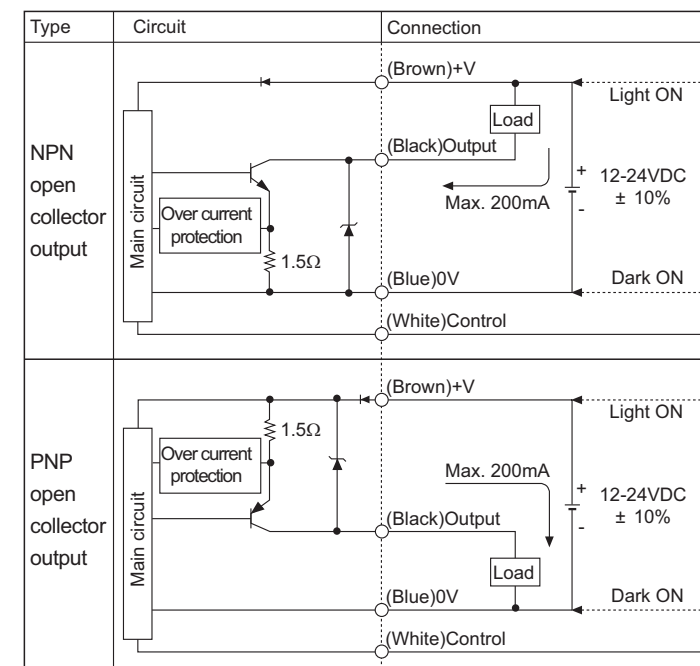 Type
Circuit
Connection
NPN
open
collector
output
Main circuit
Over current
protection
1.5Ω
(Brown)+V
Load
(Black)Output
Max. 200mA
(Blue)0V
(White)Control
Light ON
+
12-24VDC
± 10%
-
Dark ON
PNP
open
collector
output
Main circuit
1.5Ω
Over current
protection
(Brown)+V
Max. 200mA
(Black)Output
Load
(Blue)0V
(White)Control
Light ON
+
12-24VDC
± 10%
-
Dark ON